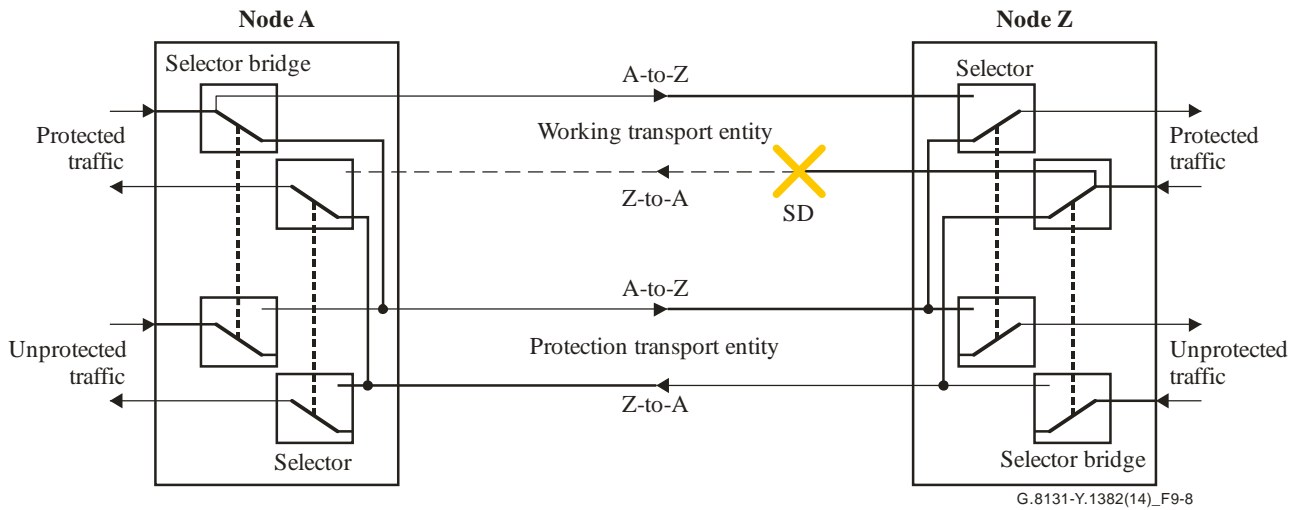 Node A
Node Z
Selector bridge
A-to-Z
Selector
Protected
traffic
Working transport entity
Protected
traffic
Z-to-A
SD
A-to-Z
Unprotected
traffic
Protection transport entity
Unprotected
traffic
Z-to-A
Selector
Selector bridge
G.8131-Y.1382(14)_F9-8